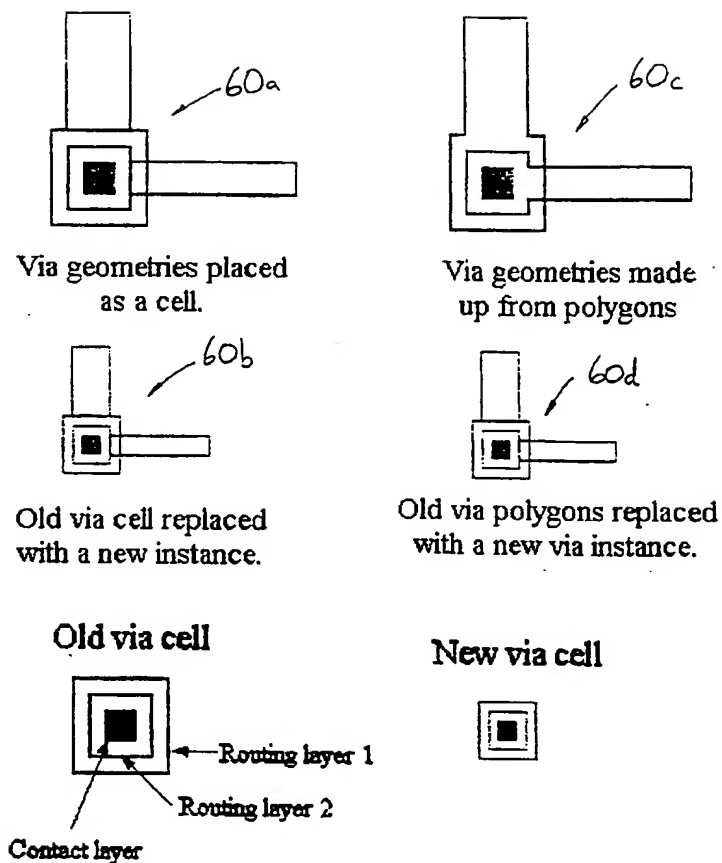 60a
60c
Via geometries placed
as a cell.
Via geometries made
up from polygons
60b
60d
Old via cell replaced
with a new instance.
Old via polygons replaced
with a new via instance.
Old via cell
New via cell
Routing layer 1
Routing layer 2
Contact layer